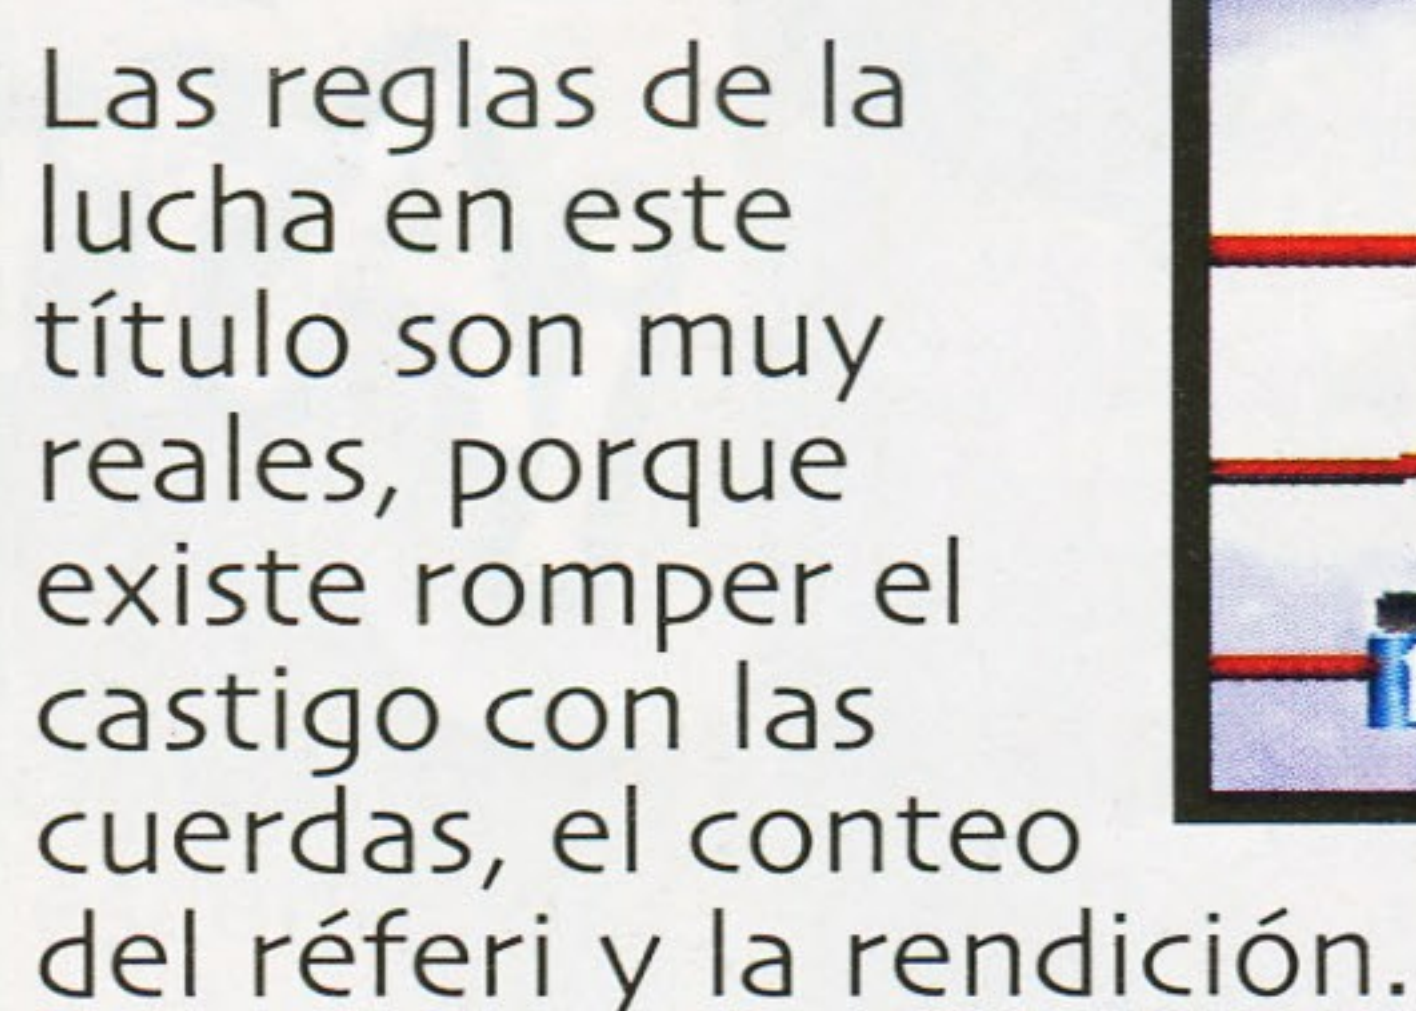 Las reglas de la
lucha en este
título son muy
reales, porque
existe romper el
castigo con las
cuerdas, el conteo
del réferi y la rendición.